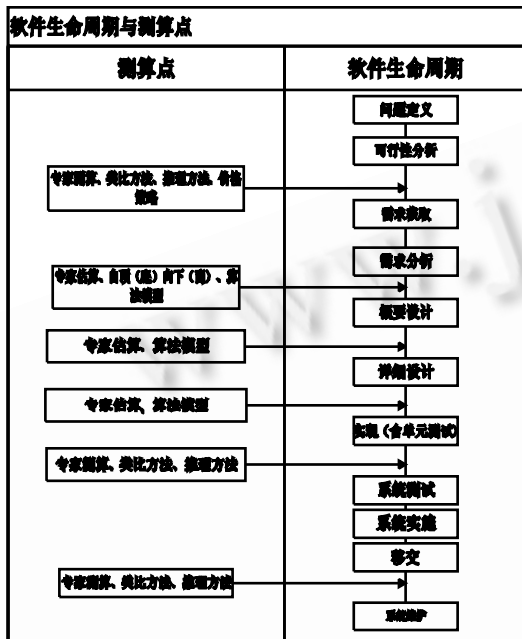 软件生命周期与测算点
测算点
软件生命周期
问题定义
可行性分析
专家测算、类比方法、推理方法、价格
策略
需求获取
需求分析
专家估算、自顶（底）向下（面）、算
法模型
概要设计
专家估算、算法模型
详细设计
专家估算、算法模型
实现（含单元测试）
专家测算、类比方法、推理方法
系统测试
系统实施
移交
专家测算、类比方法、推理方法
系统维护